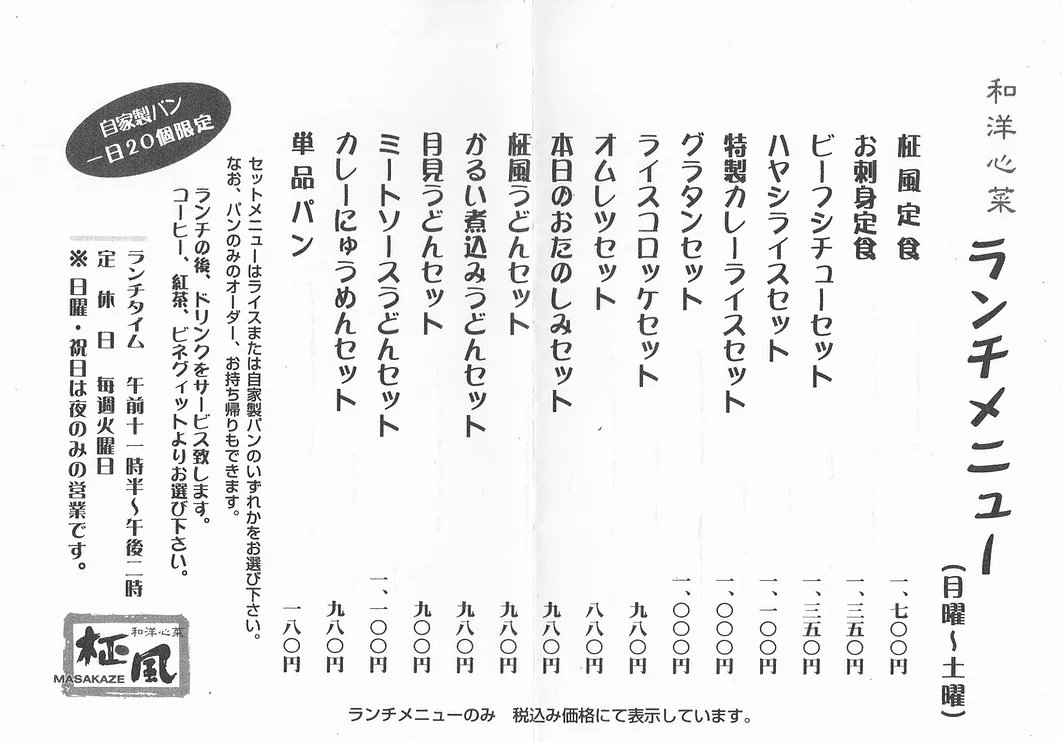 和洋心菜
ランチメニュー
(月曜～土曜)
柾風定食 一、七〇〇円
お刺身定食 一、三五〇円
ビーフシチューセット 一、三五〇円
ハヤシライスセット 一、一〇〇円
特製カレーライスセット 一、〇〇〇円
グラタンセット 一、〇〇〇円
ライスコロッケセット 九八〇円
オムレツセット 八八〇円
本日のおたのしみセット 九八〇円
柾風うどんセット 九八〇円
かるい煮込みうどんセット 九八〇円
月見うどんセット 九〇〇円
ミートソースうどんセット 一、一〇〇円
カレーにゅうめんセット 九八〇円
単品パン 一八〇円
セットメニューはライスまたは自家製パンのいずれかをお選び下さい。
なお、パンのみのオーダー、お持ち帰りもできます。
ランチの後、ドリンクをサービス致します。
コーヒー、紅茶、ビネグィットよりお選び下さい。
自家製パン
一日20個限定
ランチタイム 午前十一時半～午後二時
定休日 毎週火曜日
※日曜・祝日は夜のみの営業です。
和洋心菜
柾風
MASAKAZE
ランチメニューのみ 税込み価格にて表示しています。